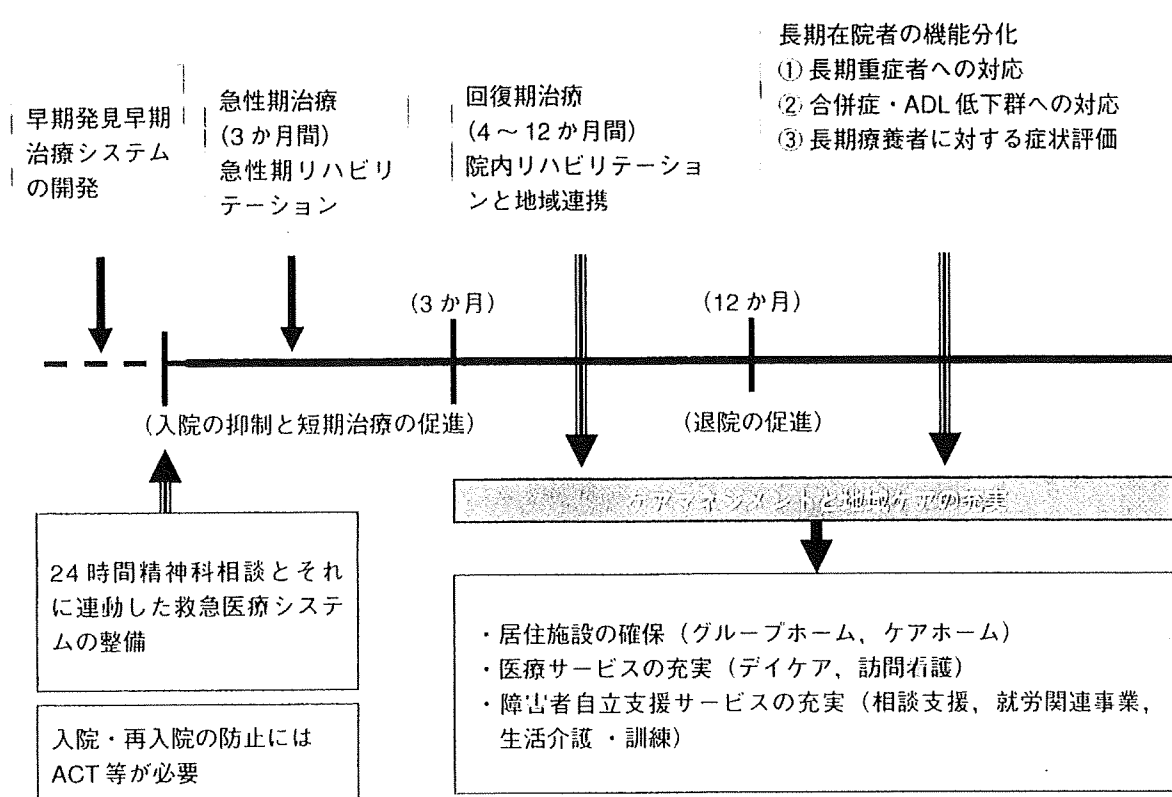 早期発見早期
治療システム
の開発
急性期治療
(3か月間)
急性期リハビリ
テーション
回復期治療
(4～12か月間)
院内リハビリテーショ
ンと地域連携
長期在院者の機能分化
① 長期重症者への対応
② 合併症・ADL低下群への対応
③ 長期療養者に対する症状評価
(3か月)
(12か月)
(入院の抑制と短期治療の促進)
(退院の促進)
ケアマネジメントと地域ケアの充実
24時間精神科相談とそれ
に連動した救急医療システ
ムの整備
入院・再入院の防止には
ACT等が必要
・居住施設の確保（グループホーム，ケアホーム）
・医療サービスの充実（デイケア，訪問看護）
・障害者自立支援サービスの充実（相談支援，就労関連事業，
生活介護・訓練）